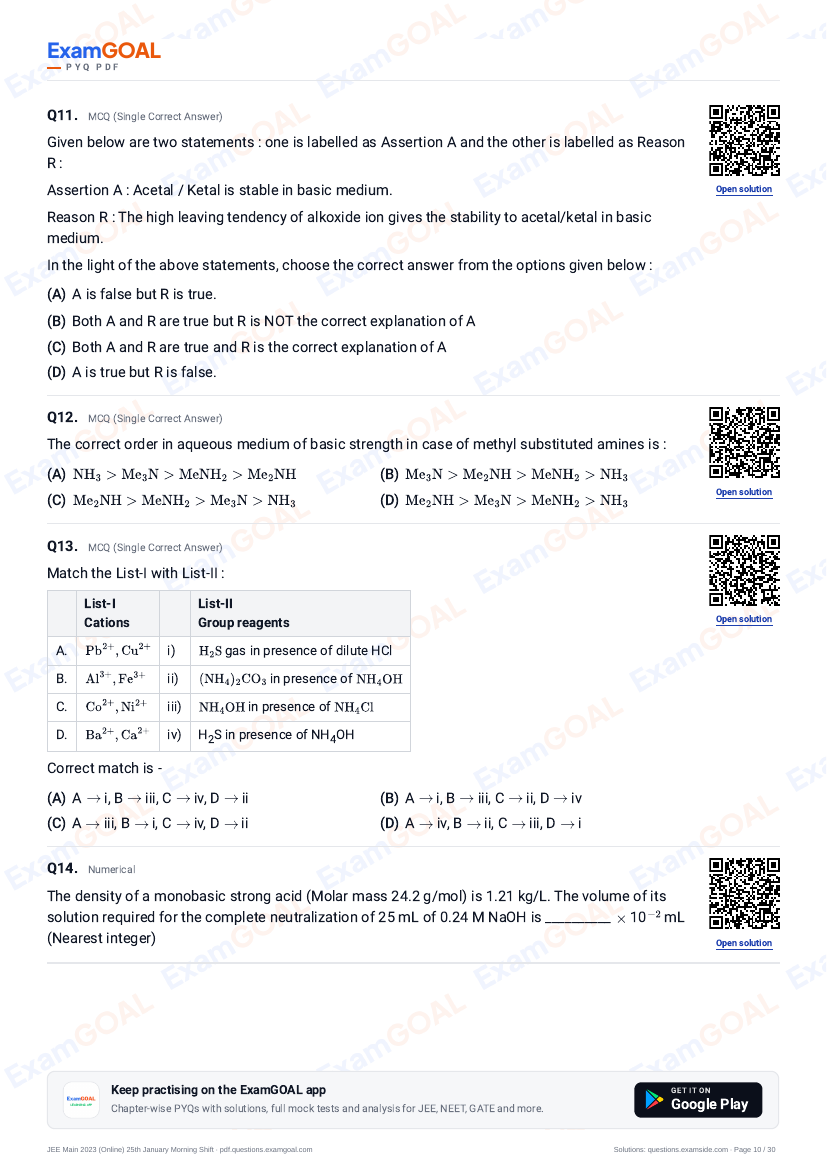 ExamGOAL
PYQ PDF
Q11. MCQ (Single Correct Answer)
Given below are two statements : one is labelled as Assertion A and the other is labelled as Reason
R :
Assertion A : Acetal / Ketal is stable in basic medium.
Reason R : The high leaving tendency of alkoxide ion gives the stability to acetal/ketal in basic
medium.
In the light of the above statements, choose the correct answer from the options given below :
(A) A is false but R is true.
(B) Both A and R are true but R is NOT the correct explanation of A
(C) Both A and R are true and R is the correct explanation of A
(D) A is true but R is false.
Open solution
Q12. MCQ (Single Correct Answer)
The correct order in aqueous medium of basic strength in case of methyl substituted amines is :
(A) NH₃ > Me₃N > MeNH₂ > Me₂NH (B) Me₃N > Me₂NH > MeNH₂ > NH₃
(C) Me₂NH > MeNH₂ > Me₃N > NH₃ (D) Me₂NH > Me₃N > MeNH₂ > NH₃
Open solution
Q13. MCQ (Single Correct Answer)
Match the List-I with List-II :
List-I Cations List-II Group reagents
A. Pb²⁺, Cu²⁺ i) H₂S gas in presence of dilute HCl
B. Al³⁺, Fe³⁺ ii) (NH₄)₂CO₃ in presence of NH₄OH
C. Co²⁺, Ni²⁺ iii) NH₄OH in presence of NH₄Cl
D. Ba²⁺, Ca²⁺ iv) H₂S in presence of NH₄OH
Correct match is -
(A) A → i, B → iii, C → iv, D → ii (B) A → i, B → iii, C → ii, D → iv
(C) A → iii, B → i, C → iv, D → ii (D) A → iv, B → ii, C → iii, D → i
Open solution
Q14. Numerical
The density of a monobasic strong acid (Molar mass 24.2 g/mol) is 1.21 kg/L. The volume of its
solution required for the complete neutralization of 25 mL of 0.24 M NaOH is __________ × 10⁻² mL
(Nearest integer)
Open solution
Keep practising on the ExamGOAL app
Chapter-wise PYQs with solutions, full mock tests and analysis for JEE, NEET, GATE and more.
GET IT ON
Google Play
JEE Main 2023 (Online) 25th January Morning Shift · pdf.questions.examgoal.com
Solutions: questions.examside.com · Page 10 / 30